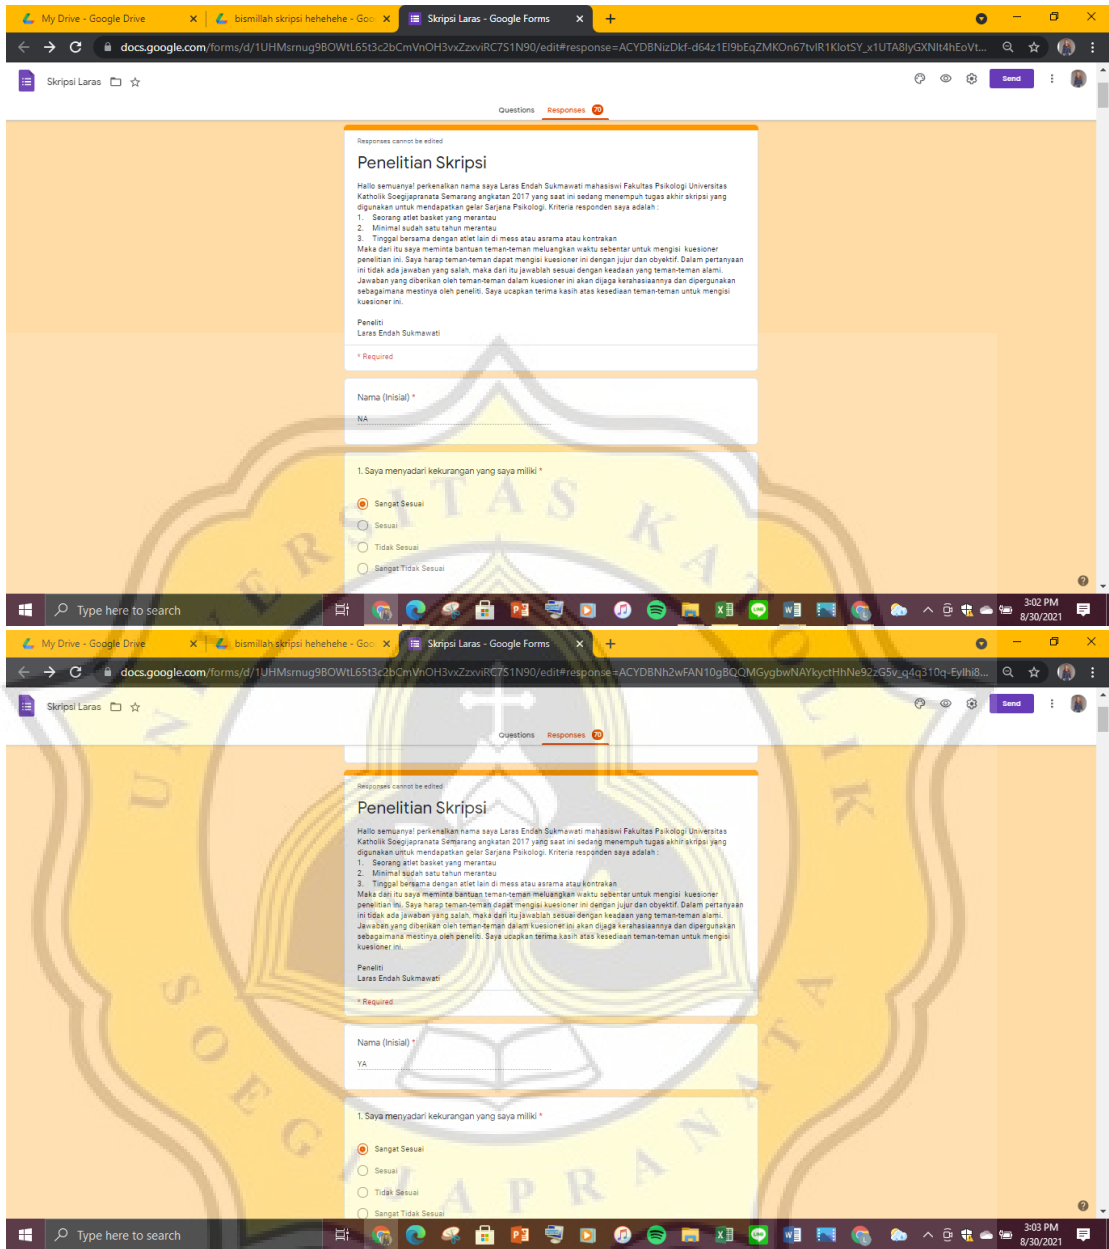 My Drive - Google Drive
bismillah skripsi hehehehe - Goo
Skripsi Laras - Google Forms
docs.google.com/forms/d/1UHMsrnug9BOWtL65t3c2bCmVnOH3vxZzxviRC7S1N90/edit#response=ACYDBNizDkf-d64z1El9bEqZMKOn67tvIR1KlotSY_x1UTA8lyGXNlt4hEoVt...
Skripsi Laras
Send
Questions Responses 70
Responses cannot be edited
Penelitian Skripsi
Hallo semuanya! perkenalkan nama saya Laras Endah Sukmawati mahasiswi Fakultas Psikologi Universitas
Katholik Soegijapranata Semarang angkatan 2017 yang saat ini sedang menempuh tugas akhir skripsi yang
digunakan untuk mendapatkan gelar Sarjana Psikologi. Kriteria responden saya adalah :
1. Seorang atlet basket yang merantau
2. Minimal sudah satu tahun merantau
3. Tinggal bersama dengan atlet lain di mess atau asrama atau kontrakan
Maka dari itu saya meminta bantuan teman-teman meluangkan waktu sebentar untuk mengisi kuesioner
penelitian ini. Saya harap teman-teman dapat mengisi kuesioner ini dengan jujur dan obyektif. Dalam pertanyaan
ini tidak ada jawaban yang salah, maka dari itu jawablah sesuai dengan keadaan yang teman-teman alami.
Jawaban yang diberikan oleh teman-teman dalam kuesioner ini akan dijaga kerahasiaannya dan dipergunakan
sebagaimana mestinya oleh peneliti. Saya ucapkan terima kasih atas kesediaan teman-teman untuk mengisi
kuesioner ini.
Peneliti
Laras Endah Sukmawati
* Required
Nama (Inisial) *
NA
1. Saya menyadari kekurangan yang saya miliki *
Sangat Sesuai
Sesuai
Tidak Sesuai
Sangat Tidak Sesuai
Type here to search
3:02 PM
8/30/2021
My Drive - Google Drive
bismillah skripsi hehehehe - Goo
Skripsi Laras - Google Forms
docs.google.com/forms/d/1UHMsrnug9BOWtL65t3c2bCmVnOH3vxZzxviRC7S1N90/edit#response=ACYDBNh2wFAN10gBQOMGygbwNAYkyctHhNe92zG5v_q4q310q-Eylhi8...
Skripsi Laras
Send
Questions Responses 70
Responses cannot be edited
Penelitian Skripsi
Hallo semuanya! perkenalkan nama saya Laras Endah Sukmawati mahasiswi Fakultas Psikologi Universitas
Katholik Soegijapranata Semarang angkatan 2017 yang saat ini sedang menempuh tugas akhir skripsi yang
digunakan untuk mendapatkan gelar Sarjana Psikologi. Kriteria responden saya adalah :
1. Seorang atlet basket yang merantau
2. Minimal sudah satu tahun merantau
3. Tinggal bersama dengan atlet lain di mess atau asrama atau kontrakan
Maka dari itu saya meminta bantuan teman-teman meluangkan waktu sebentar untuk mengisi kuesioner
penelitian ini. Saya harap teman-teman dapat mengisi kuesioner ini dengan jujur dan obyektif. Dalam pertanyaan
ini tidak ada jawaban yang salah, maka dari itu jawablah sesuai dengan keadaan yang teman-teman alami.
Jawaban yang diberikan oleh teman-teman dalam kuesioner ini akan dijaga kerahasiaannya dan dipergunakan
sebagaimana mestinya oleh peneliti. Saya ucapkan terima kasih atas kesediaan teman-teman untuk mengisi
kuesioner ini.
Peneliti
Laras Endah Sukmawati
* Required
Nama (Inisial) *
YA
1. Saya menyadari kekurangan yang saya miliki *
Sangat Sesuai
Sesuai
Tidak Sesuai
Sangat Tidak Sesuai
Type here to search
3:03 PM
8/30/2021
UNIVERSITAS KATOLIK
SOEGIJAPRANATA